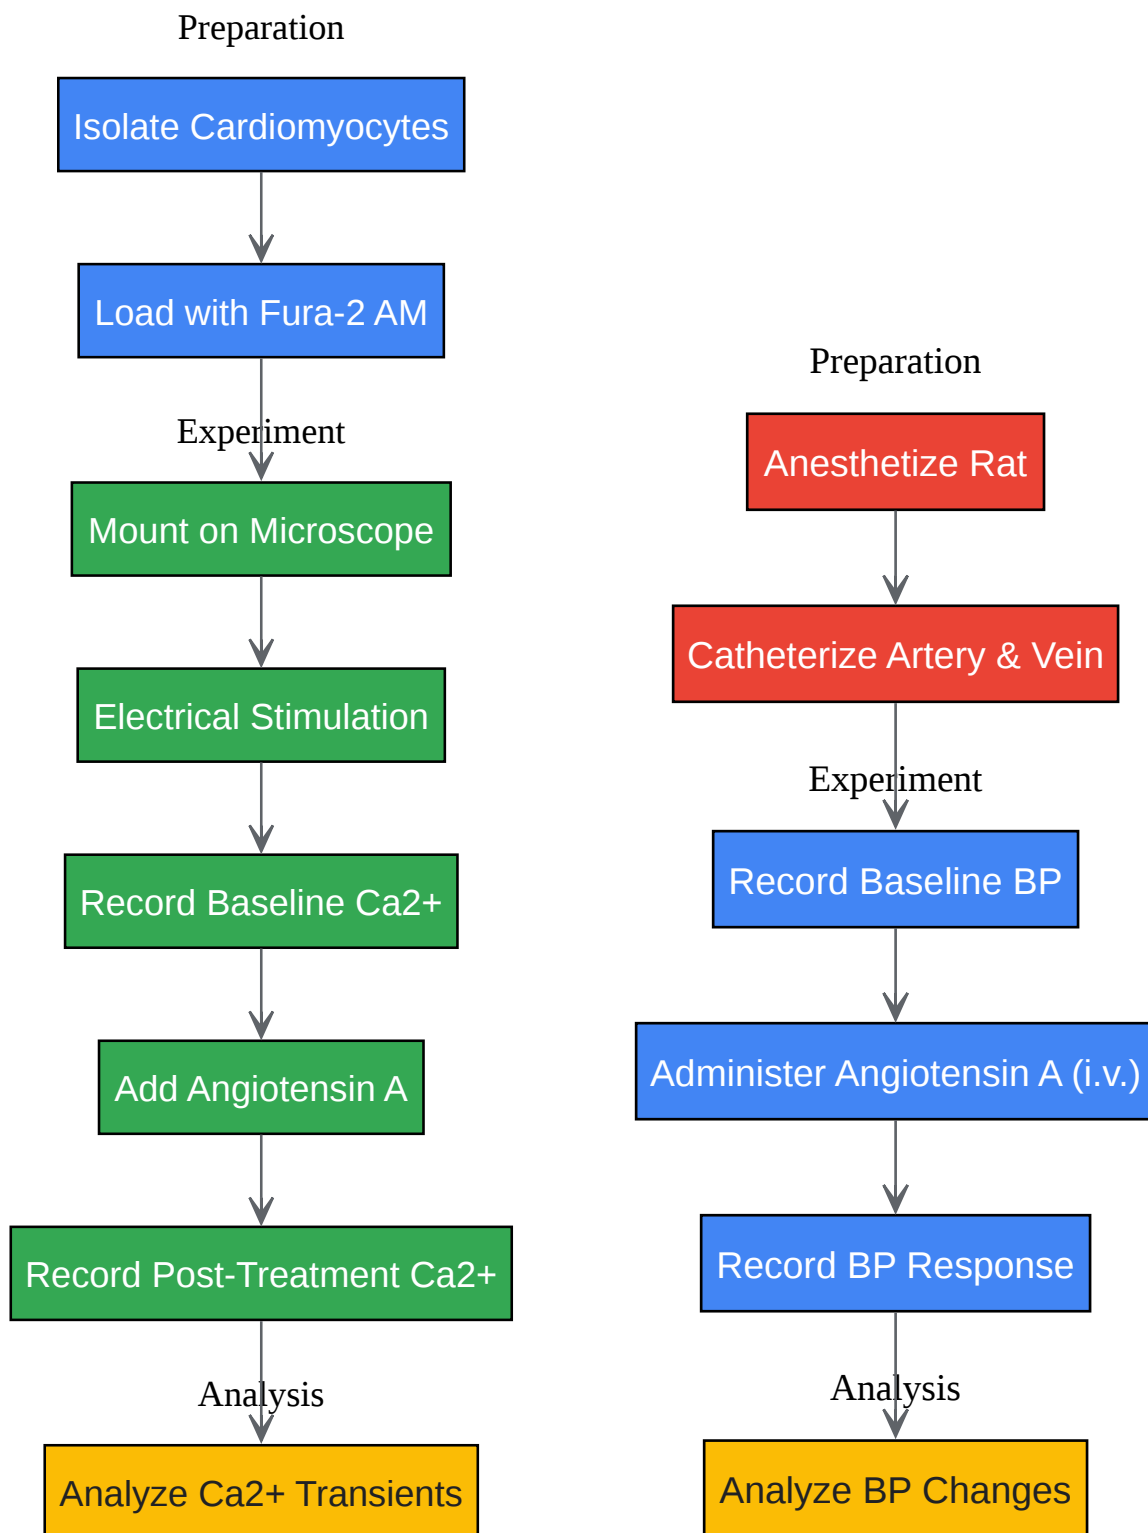 Preparation
Isolate Cardiomyocytes
Load with Fura-2 AM
Experiment
Mount on Microscope
Electrical Stimulation
Record Baseline Ca2+
Add Angiotensin A
Record Post-Treatment Ca2+
Analysis
Analyze Ca2+ Transients
Preparation
Anesthetize Rat
Catheterize Artery & Vein
Experiment
Record Baseline BP
Administer Angiotensin A (i.v.)
Record BP Response
Analysis
Analyze BP Changes